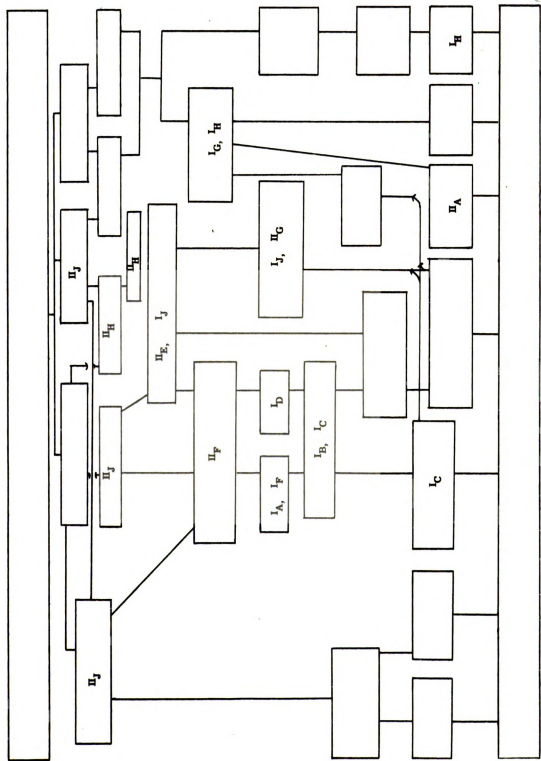 II_J
II_J
II_J
II_H
II_H
II_E, I_J
II_F
I_G, I_H
I_A, I_F
I_D
I_J, II_G
I_B, I_C
I_C
II_A
I_H